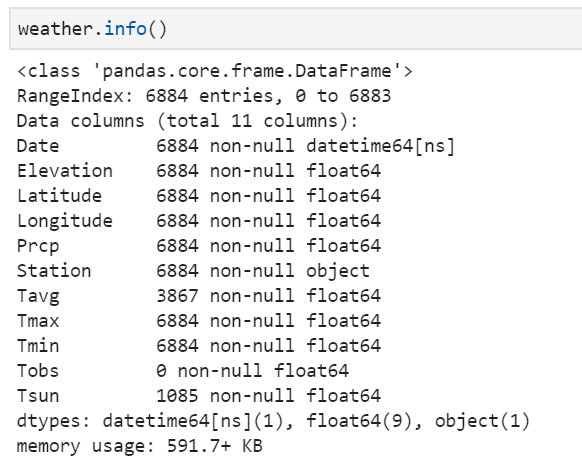 weather.info()
<class 'pandas.core.frame.DataFrame'>
RangeIndex: 6884 entries, 0 to 6883
Data columns (total 11 columns):
Date         6884 non-null datetime64[ns]
Elevation    6884 non-null float64
Latitude     6884 non-null float64
Longitude    6884 non-null float64
Prcp         6884 non-null float64
Station      6884 non-null object
Tavg         3867 non-null float64
Tmax         6884 non-null float64
Tmin         6884 non-null float64
Tobs         0 non-null float64
Tsun         1085 non-null float64
dtypes: datetime64[ns](1), float64(9), object(1)
memory usage: 591.7+ KB